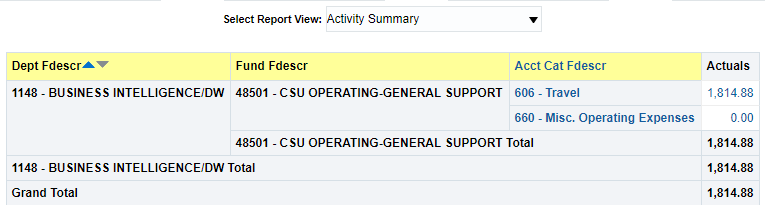 Select Report View: Activity Summary
Dept Fdescr Fund Fdescr Acct Cat Fdescr Actuals
1148 - BUSINESS INTELLIGENCE/DW 48501 - CSU OPERATING-GENERAL SUPPORT 606 - Travel 1,814.88
660 - Misc. Operating Expenses 0.00
48501 - CSU OPERATING-GENERAL SUPPORT Total 1,814.88
1148 - BUSINESS INTELLIGENCE/DW Total 1,814.88
Grand Total 1,814.88